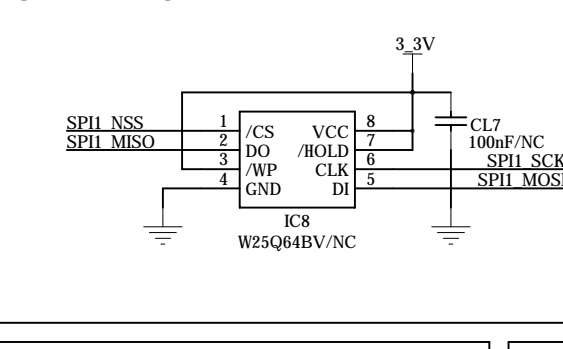 3_3V
SPI1_NSS 1 /CS VCC 8
SPI1_MISO 2 DO /HOLD 7
3 /WP CLK 6 SPI1_SCK
4 GND DI 5 SPI1_MOSI
CL7
100nF/NC
IC8
W25Q64BV/NC